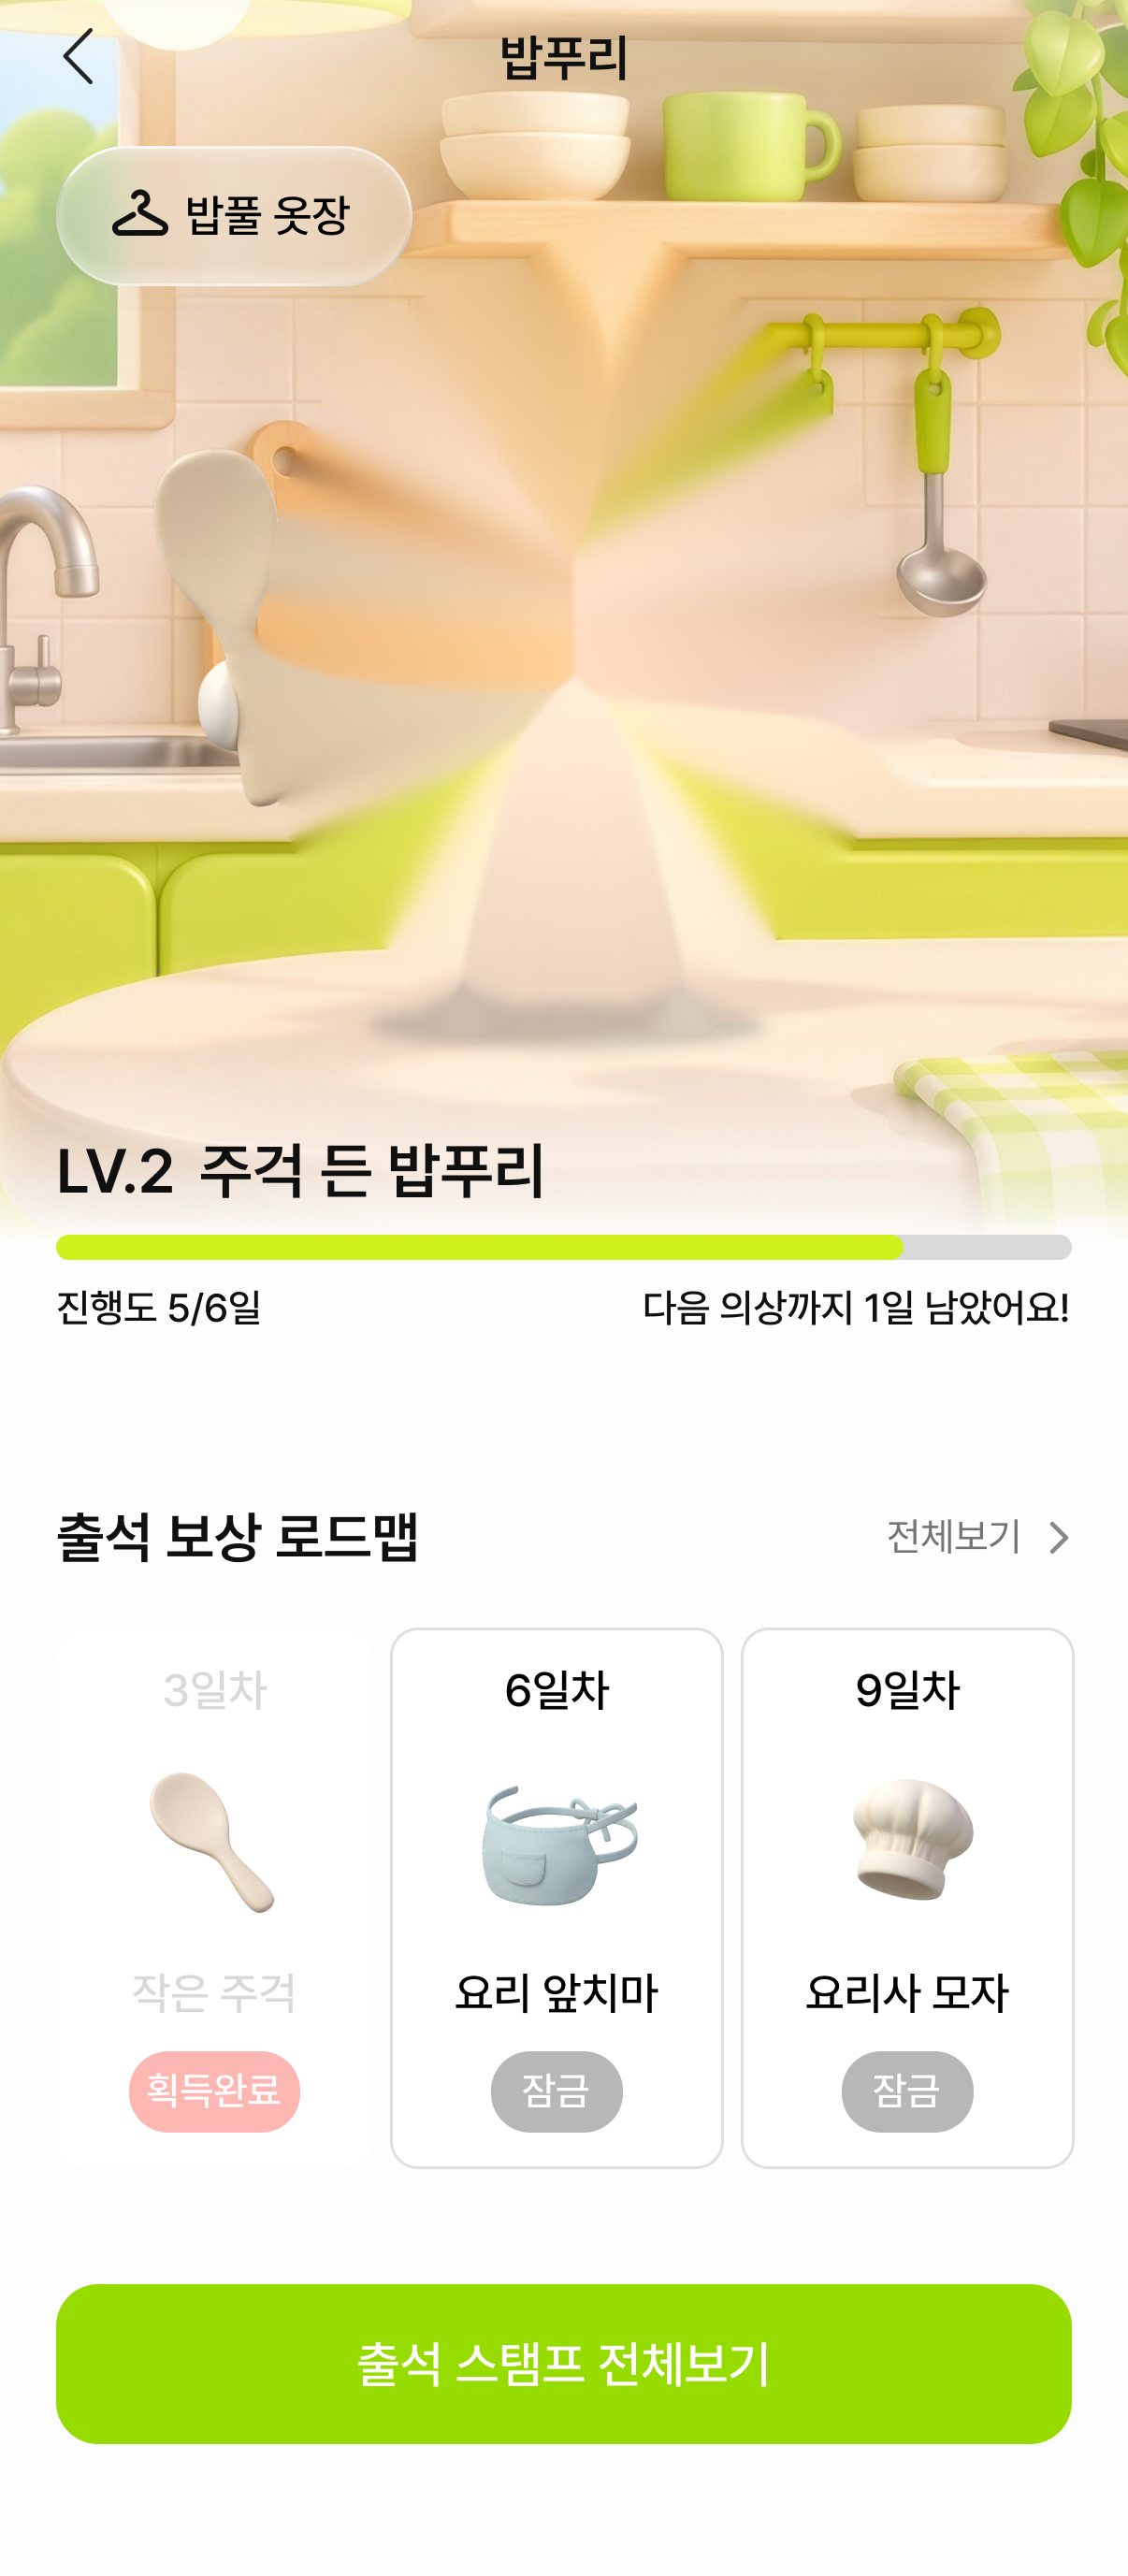 밥푸리
밥풀 옷장
LV.2 주걱 든 밥푸리
진행도 5/6일
다음 의상까지 1일 남았어요!
출석 보상 로드맵
전체보기
3일차
작은 주걱
획득완료
6일차
요리 앞치마
잠금
9일차
요리사 모자
잠금
출석 스탬프 전체보기